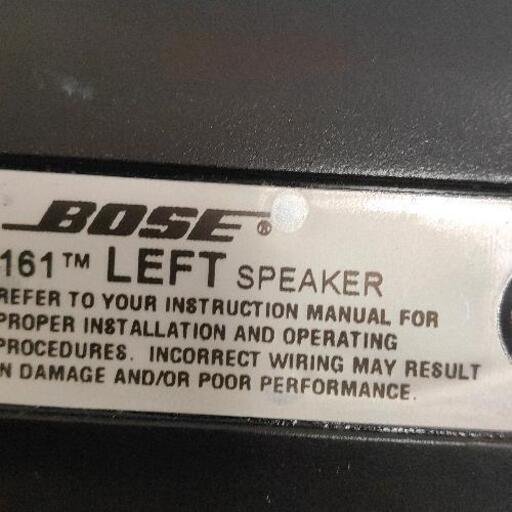 BOSE®
161™ LEFT SPEAKER
REFER TO YOUR INSTRUCTION MANUAL FOR
PROPER INSTALLATION AND OPERATING
PROCEDURES. INCORRECT WIRING MAY RESULT
IN DAMAGE AND/OR POOR PERFORMANCE.